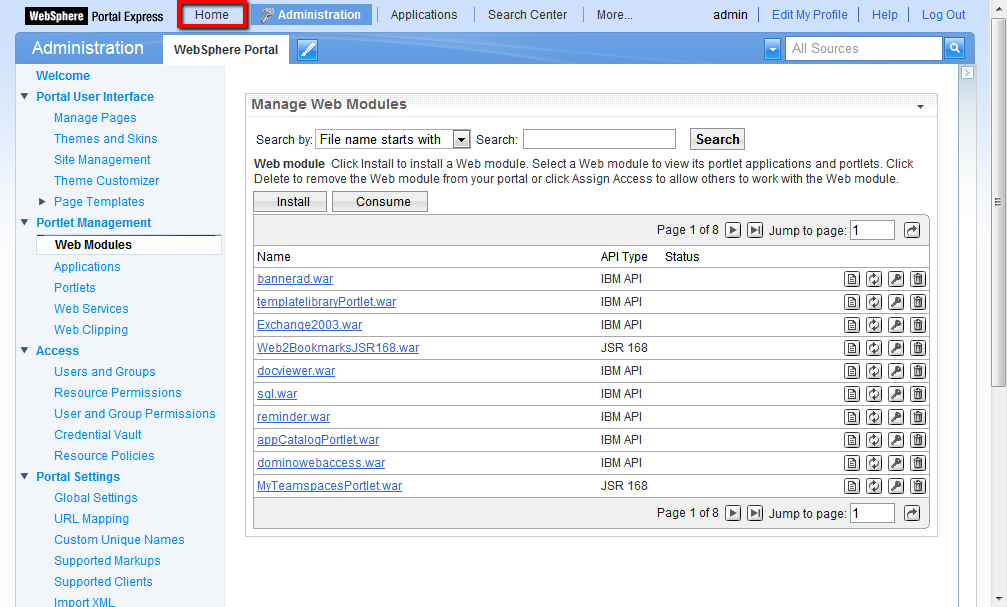 WebSphere Portal Express Home Administration Applications Search Center More... admin Edit My Profile Help Log Out
Administration WebSphere Portal All Sources
Welcome
Portal User Interface
Manage Pages
Themes and Skins
Site Management
Theme Customizer
Page Templates
Portlet Management
Web Modules
Applications
Portlets
Web Services
Web Clipping
Access
Users and Groups
Resource Permissions
User and Group Permissions
Credential Vault
Resource Policies
Portal Settings
Global Settings
URL Mapping
Custom Unique Names
Supported Markups
Supported Clients
Import XML
Manage Web Modules
Search by: File name starts with Search: Search
Web module Click Install to install a Web module. Select a Web module to view its portlet applications and portlets. Click
Delete to remove the Web module from your portal or click Assign Access to allow others to work with the Web module.
Install Consume
Page 1 of 8 Jump to page: 1
Name API Type Status
bannerad.war IBM API
templatelibraryPortlet.war IBM API
Exchange2003.war IBM API
Web2BookmarksJSR168.war JSR 168
docviewer.war IBM API
sql.war IBM API
reminder.war IBM API
appCatalogPortlet.war IBM API
dominowebaccess.war IBM API
MyTeamspacesPortlet.war JSR 168
Page 1 of 8 Jump to page: 1